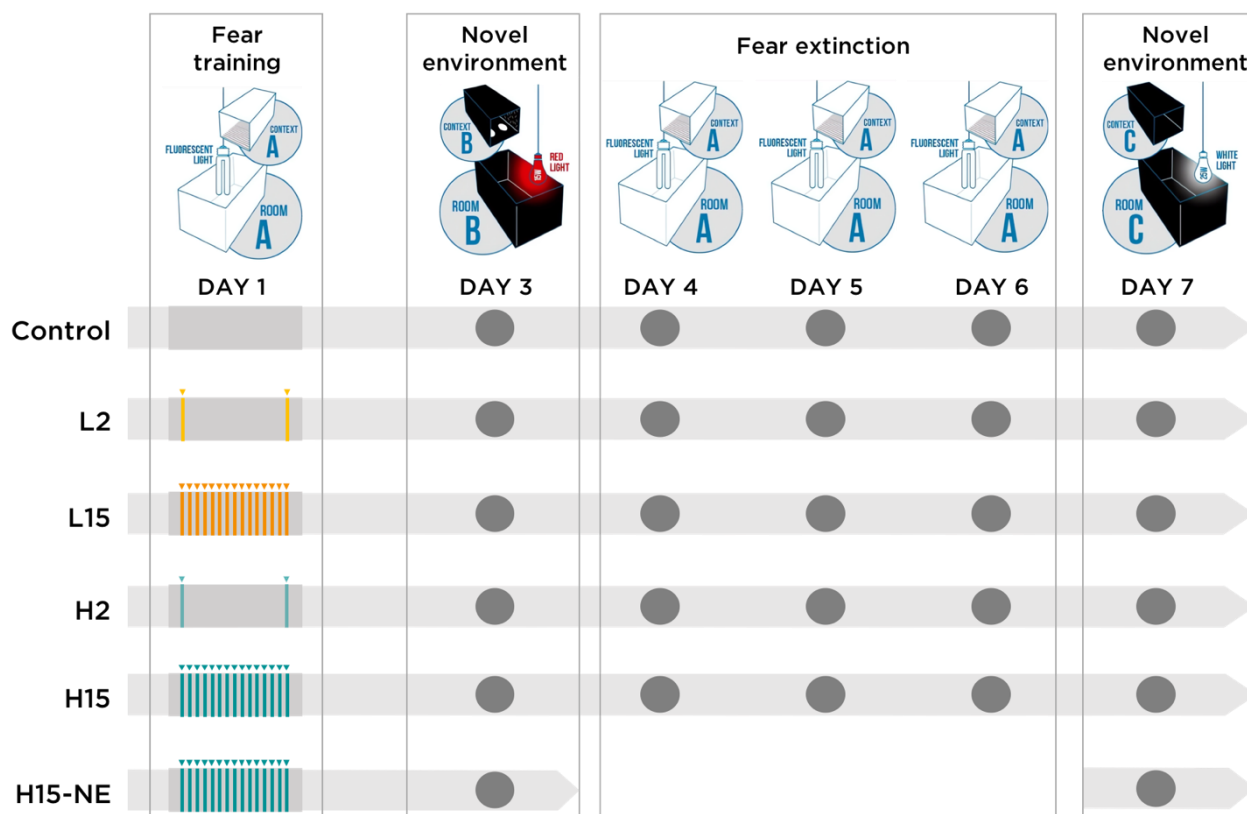 Fear
training
Novel
environment
Fear extinction
Novel
environment
CONTEXT
A
FLUORESCENT
LIGHT
ROOM
A
CONTEXT
B
RED
LIGHT
ROOM
B
CONTEXT
A
FLUORESCENT
LIGHT
ROOM
A
CONTEXT
A
FLUORESCENT
LIGHT
ROOM
A
CONTEXT
A
FLUORESCENT
LIGHT
ROOM
A
CONTEXT
C
WHITE
LIGHT
25W
ROOM
C
DAY 1
DAY 3
DAY 4
DAY 5
DAY 6
DAY 7
Control
L2
L15
H2
H15
H15-NE